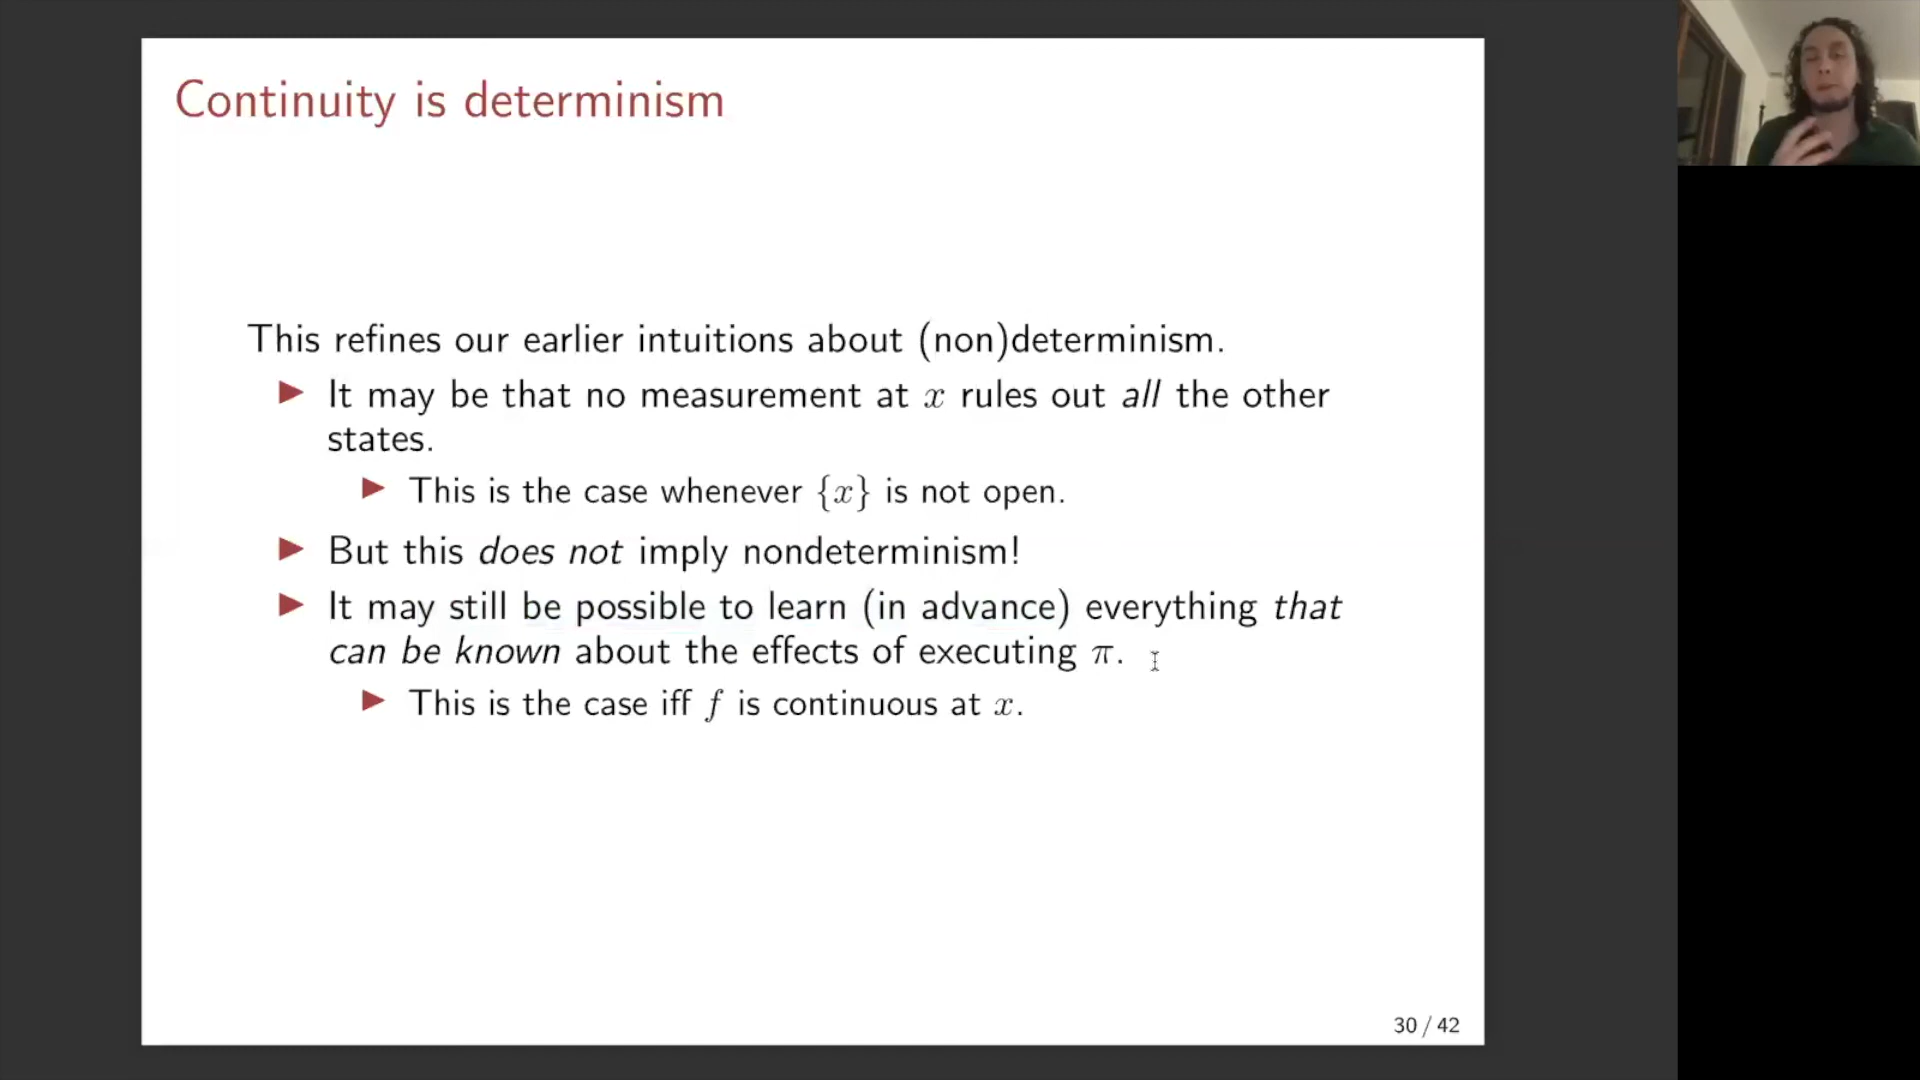 Continuity is determinism
This refines our earlier intuitions about (non)determinism.
▶ It may be that no measurement at x rules out all the other
states.
▶ This is the case whenever {x} is not open.
▶ But this does not imply nondeterminism!
▶ It may still be possible to learn (in advance) everything that
can be known about the effects of executing π.
▶ This is the case iff f is continuous at x.
30 / 42